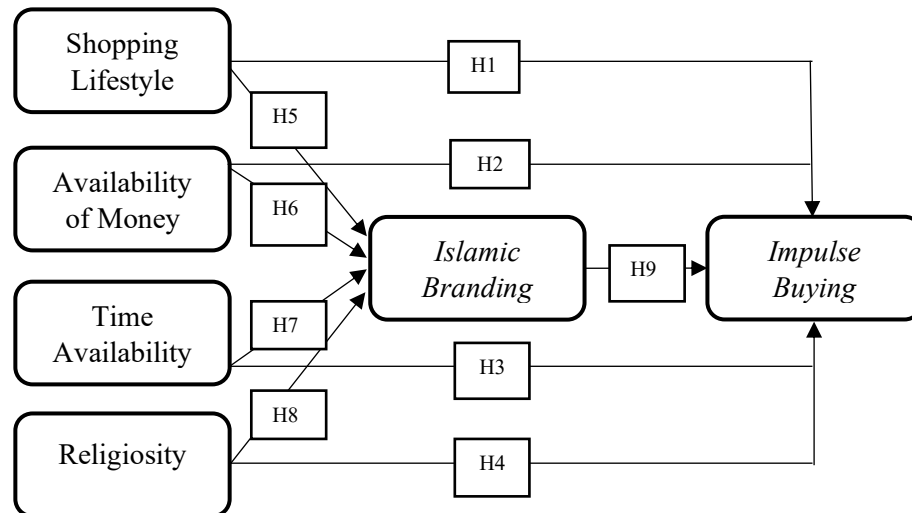 Shopping
Lifestyle
H1
H5
Availability
of Money
H2
H6
Islamic
Branding
H9
Impulse
Buying
Time
Availability
H7
H3
H8
Religiosity
H4